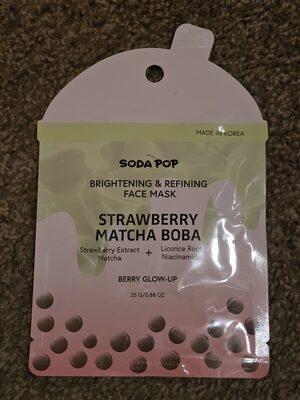 MADE IN KOREA
SODA POP
BRIGHTENING & REFINING
FACE MASK
STRAWBERRY
MATCHA BOBA
Strawberry Extract + Licorice Root
Matcha Niacinamide
BERRY GLOW-UP
25 G/0.88 OZ